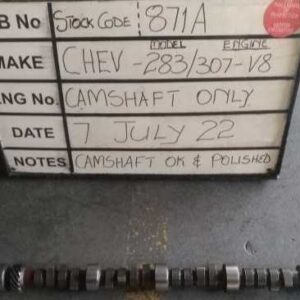 B No STOCK CODE: 871A
MODEL ENGINE
MAKE CHEV - 283/307 - V8
ENG No. CAMSHAFT ONLY
DATE 7 JULY 22
NOTES CAMSHAFT OK & POLISHED